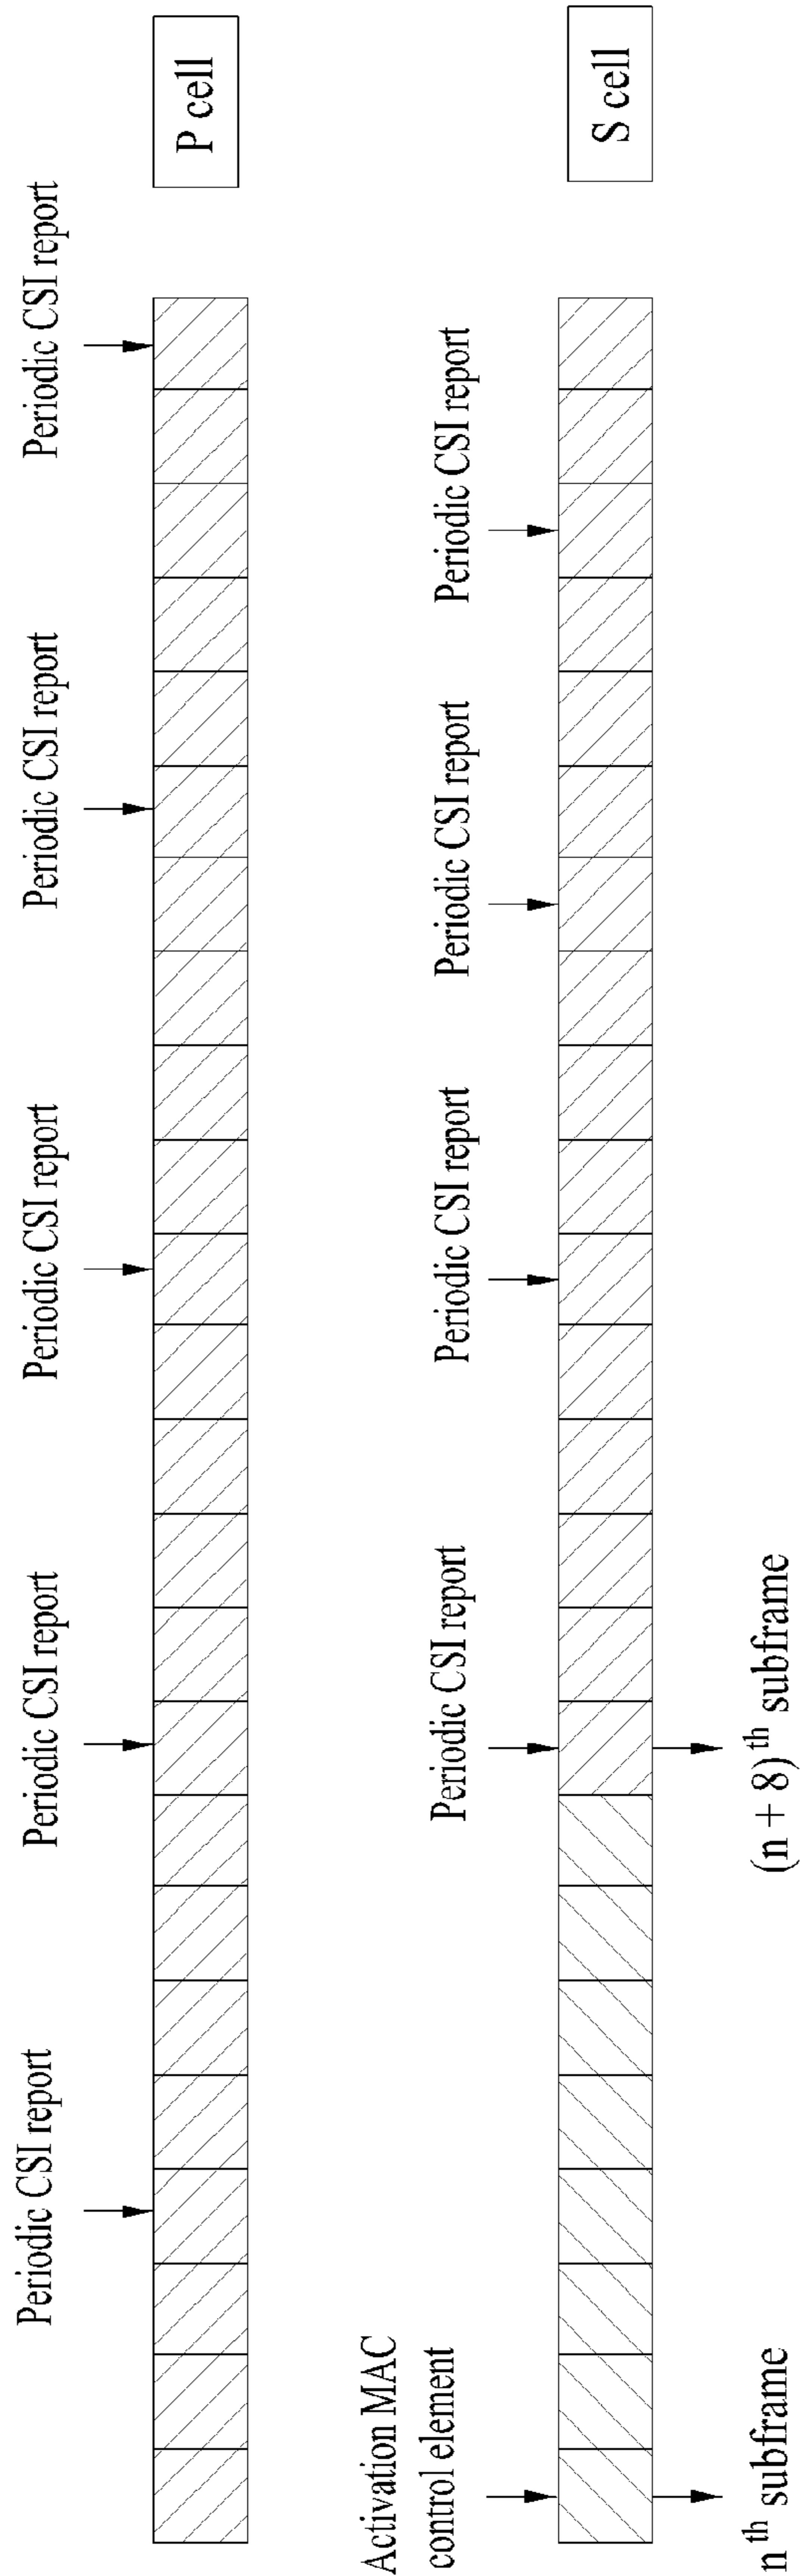 Periodic CSI report
Periodic CSI report
Periodic CSI report
Periodic CSI report
Periodic CSI report
P cell
Activation MAC
control element
Periodic CSI report
Periodic CSI report
Periodic CSI report
Periodic CSI report
S cell
n th subframe
(n + 8) th subframe